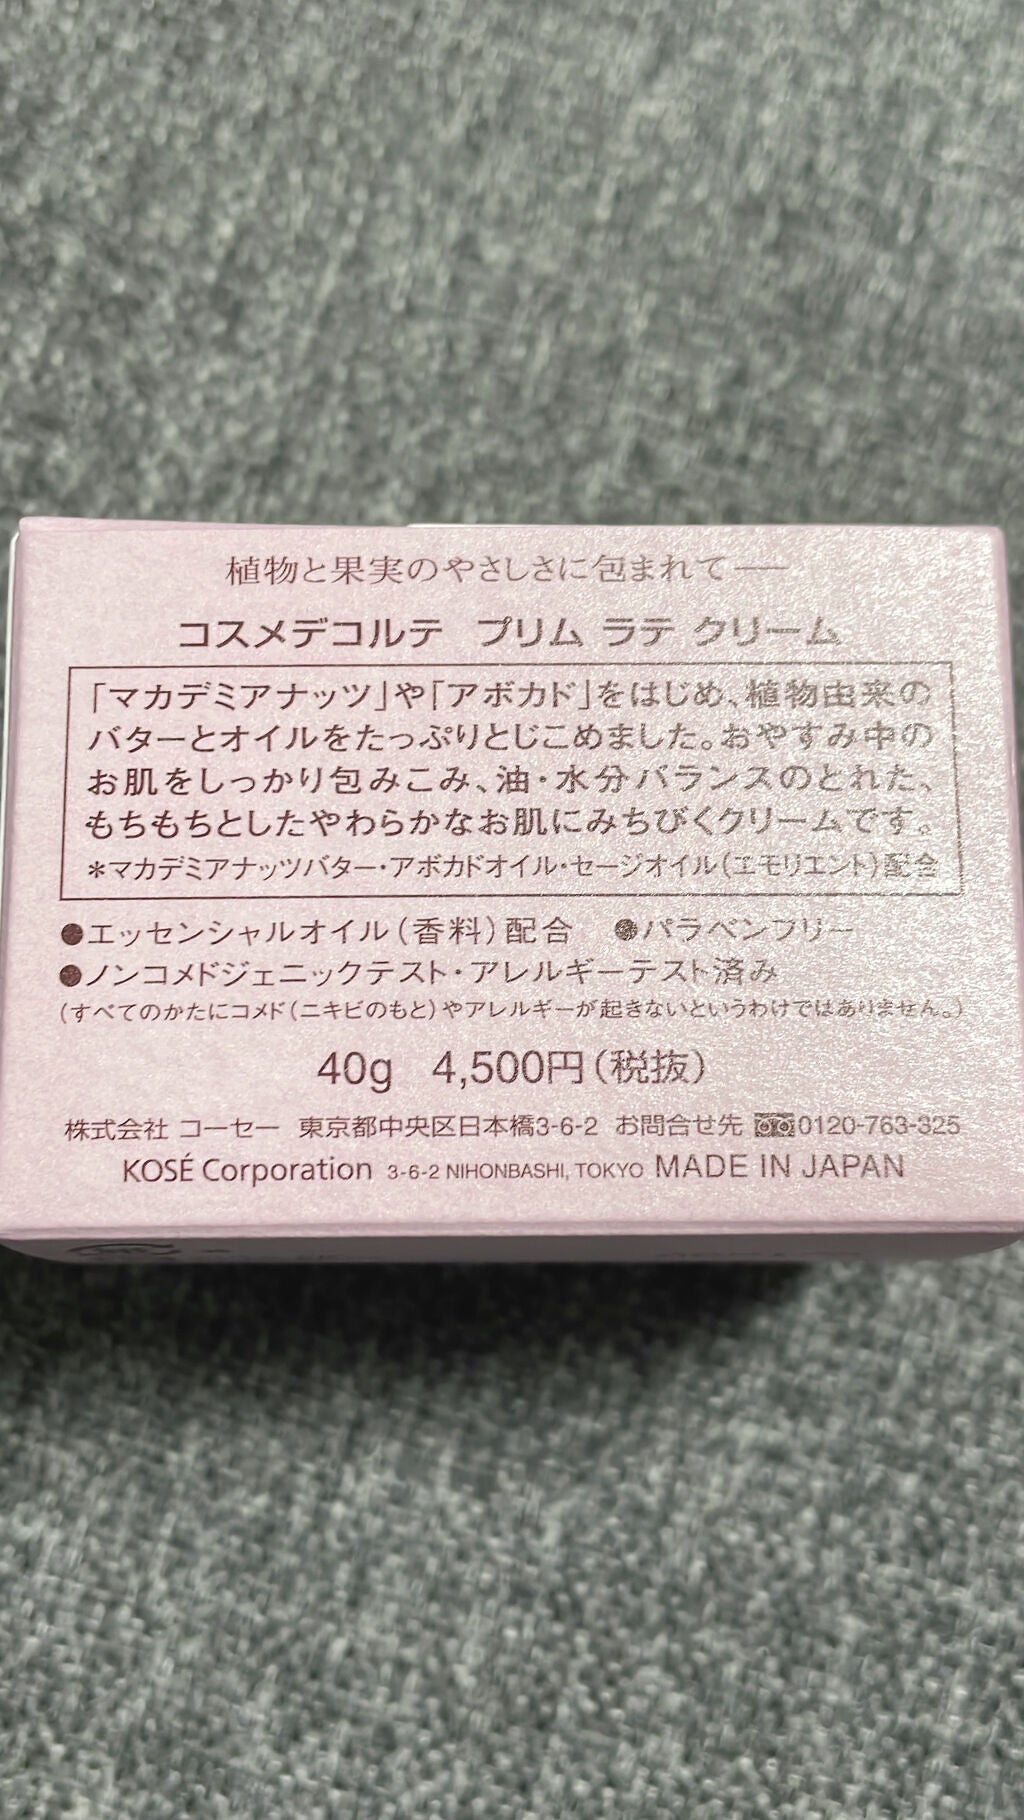 植物と果実のやさしさに包まれて──
コスメデコルテ プリム ラテ クリーム
「マカデミアナッツ」や「アボカド」をはじめ、植物由来の
バターとオイルをたっぷりとじこめました。おやすみ中の
お肌をしっかり包みこみ、油・水分バランスのとれた、
もちもちとしたやわらかなお肌にみちびくクリームです。
＊マカデミアナッツバター・アボカドオイル・セージオイル（エモリエント）配合
●エッセンシャルオイル（香料）配合 ●パラベンフリー
●ノンコメドジェニックテスト・アレルギーテスト済み
（すべてのかたにコメド（ニキビのもと）やアレルギーが起きないというわけではありません。）
40g 4,500円（税抜）
株式会社 コーセー 東京都中央区日本橋3-6-2 お問合せ先 0120-763-325
KOSÉ Corporation 3-6-2 NIHONBASHI, TOKYO MADE IN JAPAN